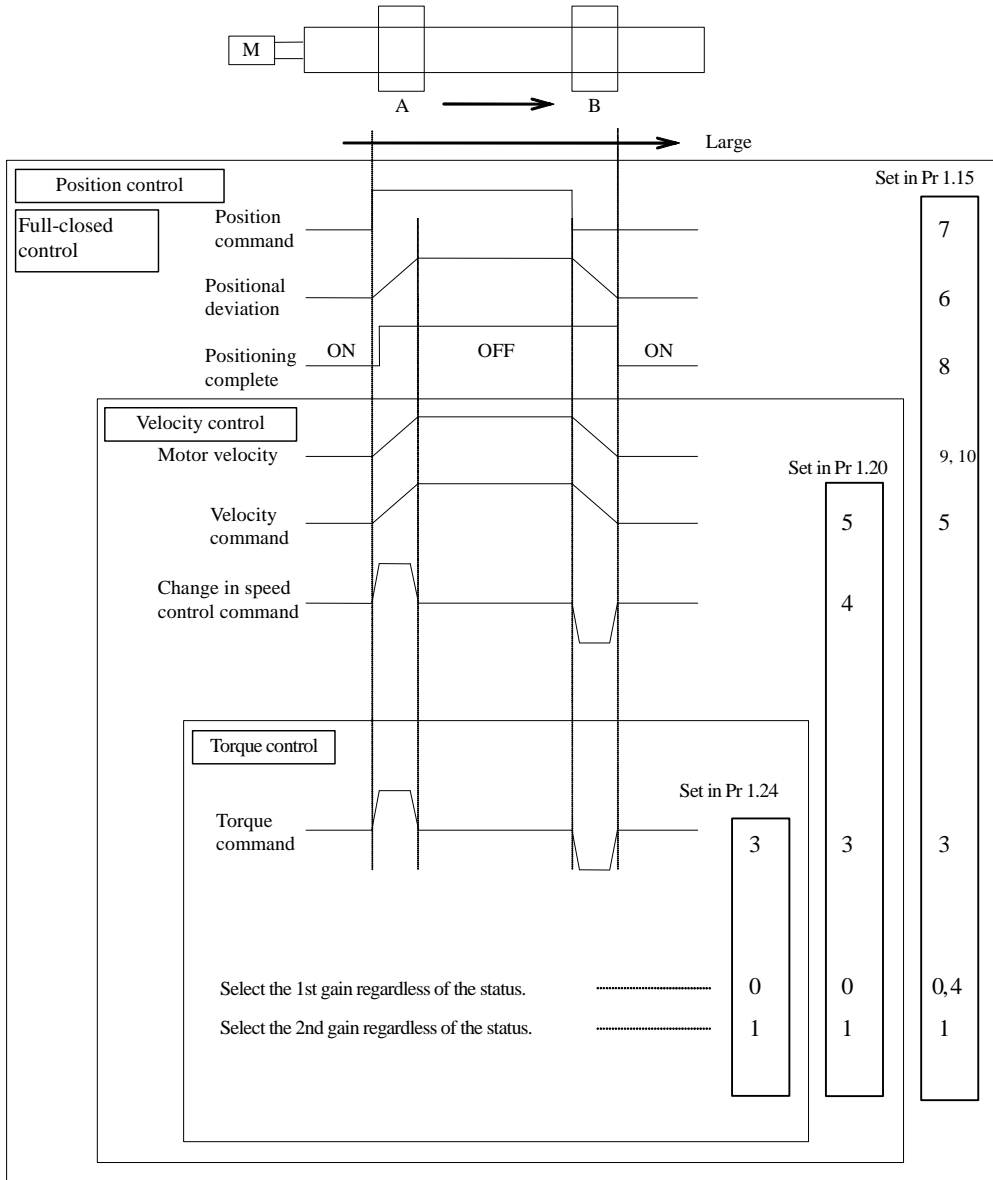 M
A
B
Large
Position control
Set in Pr 1.15
Full-closed
control
Position
command
7
Positional
deviation
6
Positioning
complete
ON
OFF
ON
8
Velocity control
Motor velocity
9, 10
Set in Pr 1.20
Velocity
command
5
5
Change in speed
control command
4
Torque control
Set in Pr 1.24
Torque
command
3
3
3
Select the 1st gain regardless of the status.
0
0
0, 4
Select the 2nd gain regardless of the status.
1
1
1